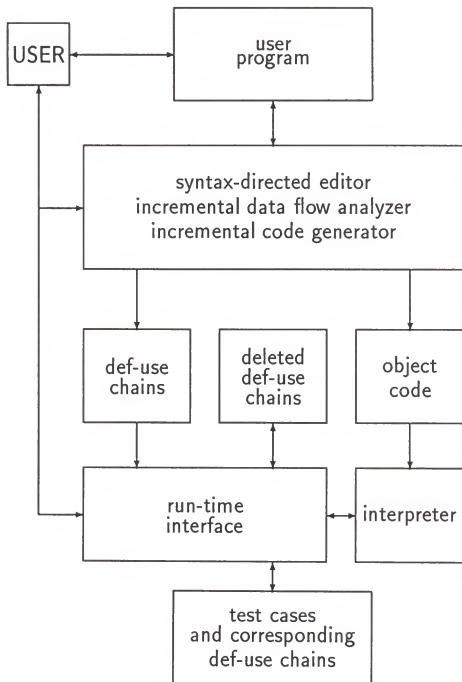 USER
user
program
syntax-directed editor
incremental data flow analyzer
incremental code generator
def-use
chains
deleted
def-use
chains
object
code
run-time
interface
interpreter
test cases
and corresponding
def-use chains